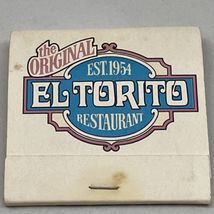 the
ORIGINAL
EST. 1954
EL TORITO
RESTAURANT